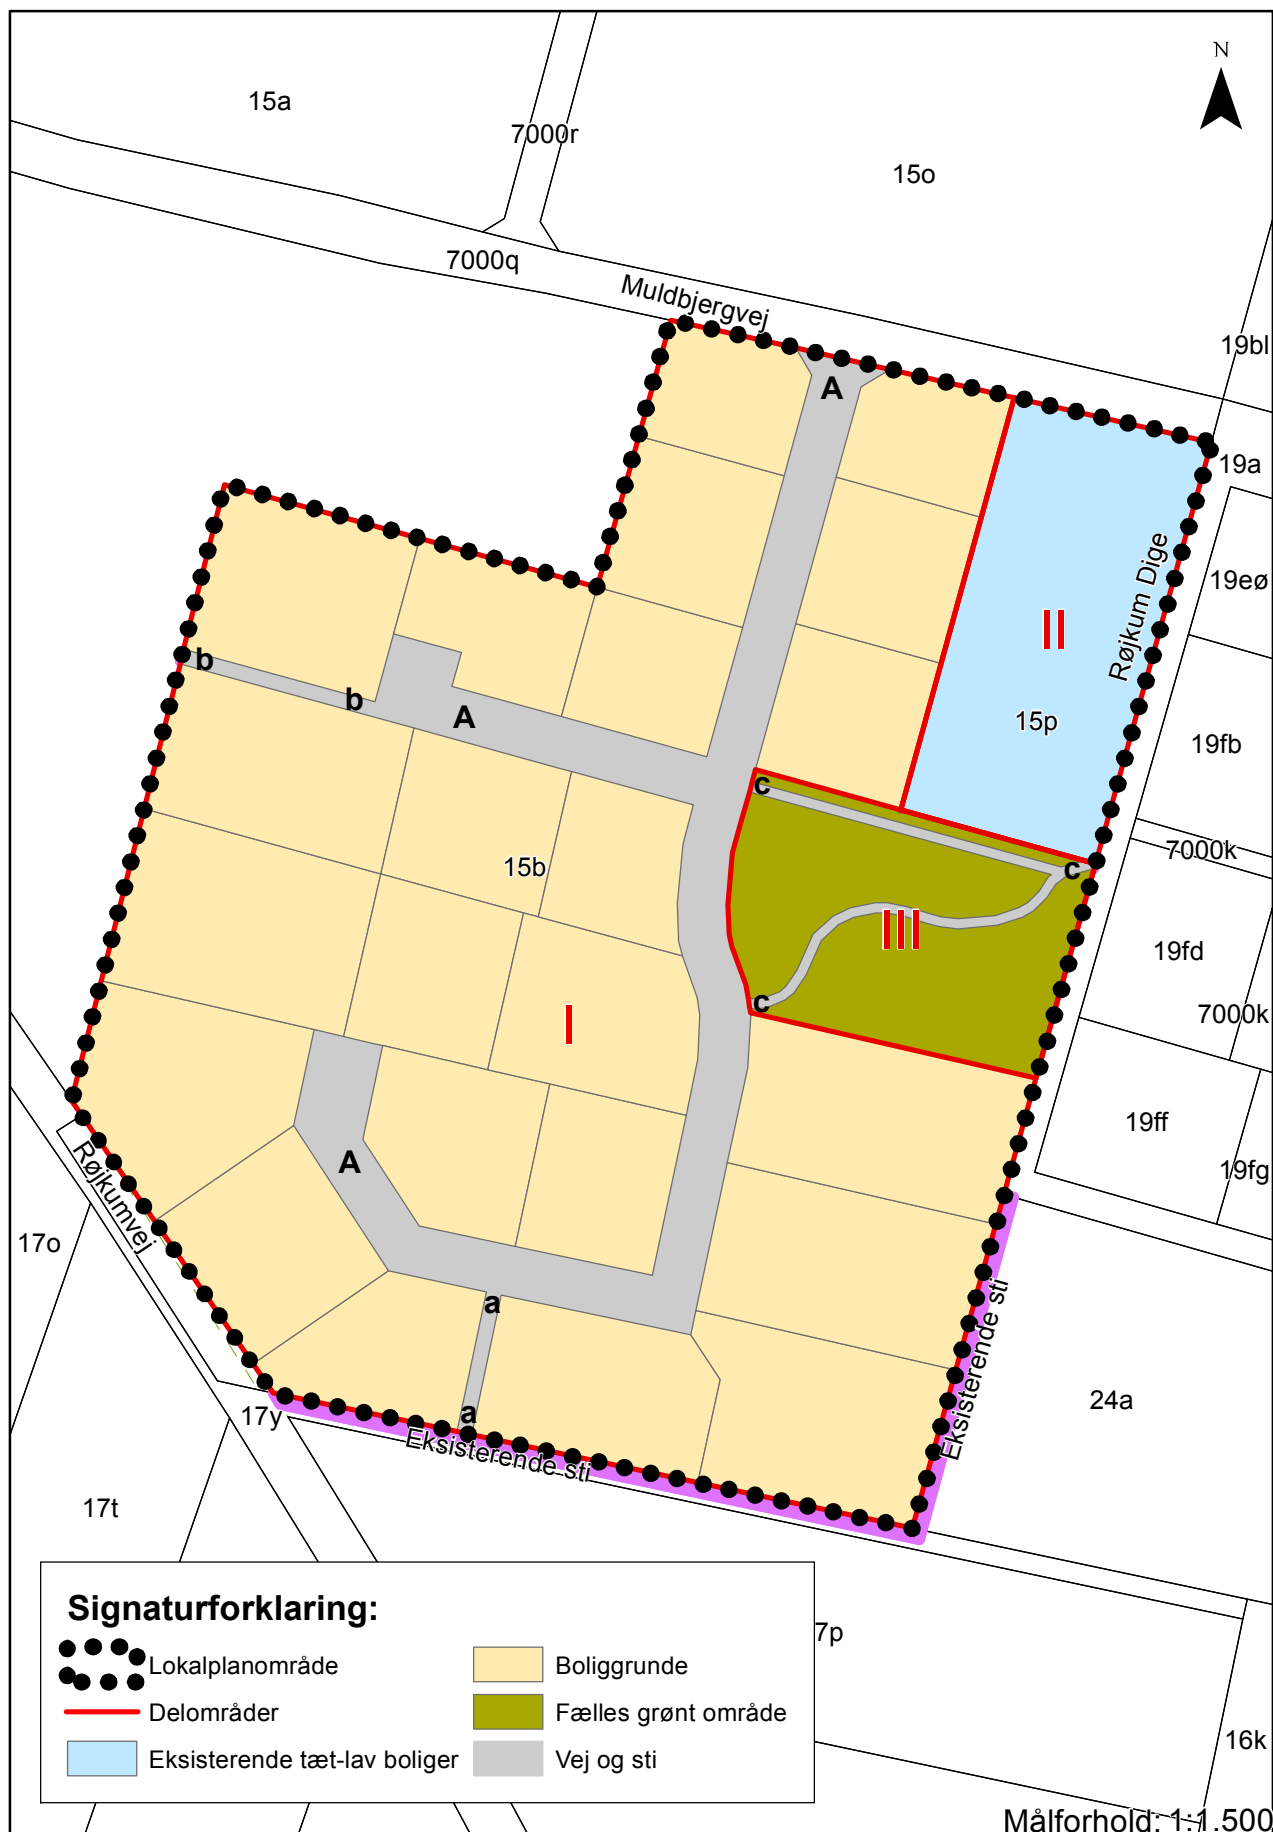 N
15a
7000r
15o
7000q
Muldbjergvej
19bl
A
19a
Røjkum Dige
19eø
II
b
b
A
15p
19fb
c
7000k
15b
c
III
19fd
c
7000k
I
19ff
A
19fg
Røjkumvej
17o
a
Eksisterende sti
24a
17y
a
Eksisterende sti
17t
Signaturforklaring:
Lokalplanområde
Boliggrunde
7p
Delområder
Fælles grønt område
Eksisterende tæt-lav boliger
Vej og sti
16k
Målforhold: 1:1.500